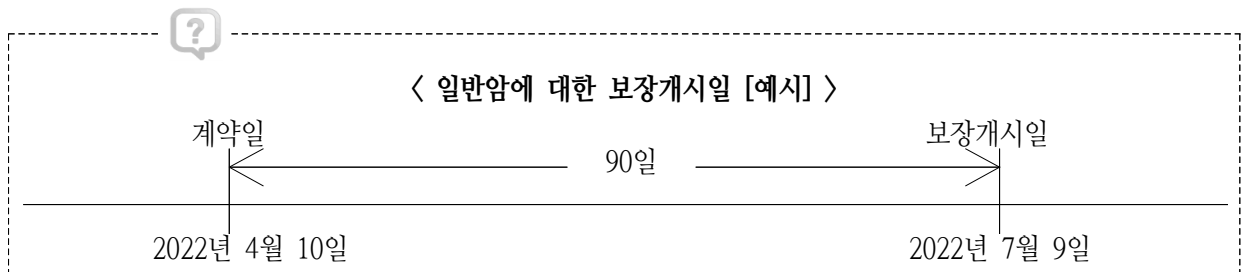 ?
〈 일반암에 대한 보장개시일 [예시] 〉
계약일 보장개시일
90일
2022년 4월 10일 2022년 7월 9일